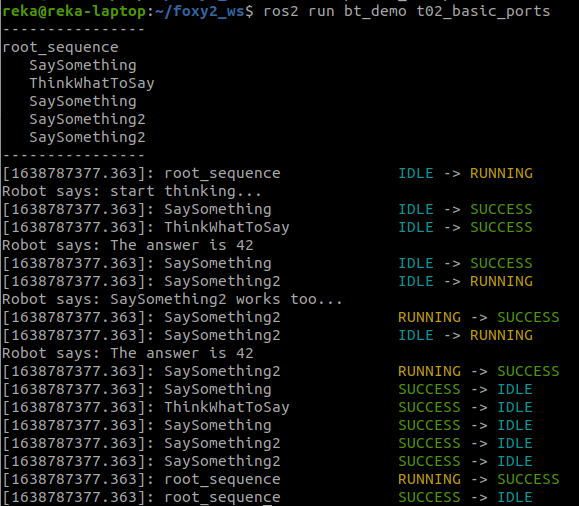 reka@reka-laptop:~/foxy2_ws$ ros2 run bt_demo t02_basic_ports
----------------
root_sequence
   SaySomething
   ThinkWhatToSay
   SaySomething
   SaySomething2
   SaySomething2
----------------
[1638787377.363]: root_sequence             IDLE -> RUNNING
Robot says: start thinking...
[1638787377.363]: SaySomething              IDLE -> SUCCESS
[1638787377.363]: ThinkWhatToSay            IDLE -> SUCCESS
Robot says: The answer is 42
[1638787377.363]: SaySomething              IDLE -> SUCCESS
[1638787377.363]: SaySomething2             IDLE -> RUNNING
Robot says: SaySomething2 works too...
[1638787377.363]: SaySomething2             RUNNING -> SUCCESS
[1638787377.363]: SaySomething2             IDLE -> RUNNING
Robot says: The answer is 42
[1638787377.363]: SaySomething2             RUNNING -> SUCCESS
[1638787377.363]: SaySomething              SUCCESS -> IDLE
[1638787377.363]: ThinkWhatToSay            SUCCESS -> IDLE
[1638787377.363]: SaySomething              SUCCESS -> IDLE
[1638787377.363]: SaySomething2             SUCCESS -> IDLE
[1638787377.363]: SaySomething2             SUCCESS -> IDLE
[1638787377.363]: root_sequence             RUNNING -> SUCCESS
[1638787377.363]: root_sequence             SUCCESS -> IDLE